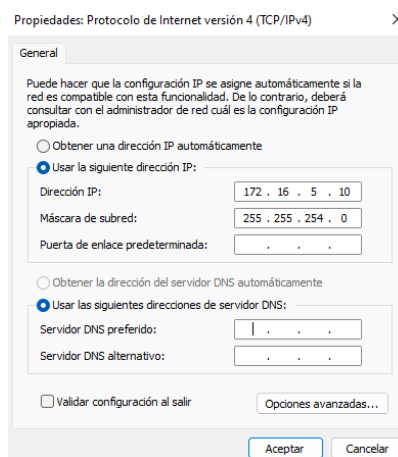 Propiedades: Protocolo de Internet versión 4 (TCP/IPv4)
General
Puede hacer que la configuración IP se asigne automáticamente si la
red es compatible con esta funcionalidad. De lo contrario, deberá
consultar con el administrador de red cuál es la configuración IP
apropiada.
Obtener una dirección IP automáticamente
Usar la siguiente dirección IP:
Dirección IP: 172 . 16 . 5 . 10
Máscara de subred: 255 . 255 . 254 . 0
Puerta de enlace predeterminada: . . .
Obtener la dirección del servidor DNS automáticamente
Usar las siguientes direcciones de servidor DNS:
Servidor DNS preferido: . . .
Servidor DNS alternativo: . . .
Validar configuración al salir
Opciones avanzadas...
Aceptar Cancelar